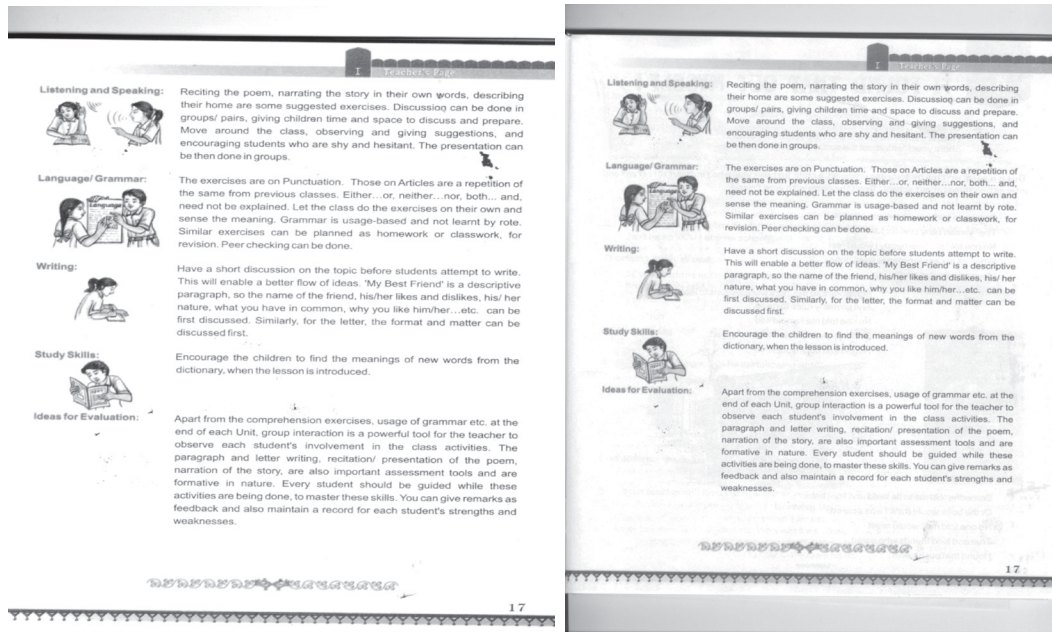 I Teacher's Page
Listening and Speaking:
Reciting the poem, narrating the story in their own words, describing
their home are some suggested exercises. Discussion can be done in
groups/ pairs, giving children time and space to discuss and prepare.
Move around the class, observing and giving suggestions, and
encouraging students who are shy and hesitant. The presentation can
be then done in groups.
Language/ Grammar:
The exercises are on Punctuation. Those on Articles are a repetition of
the same from previous classes. Either...or, neither...nor, both... and,
need not be explained. Let the class do the exercises on their own and
sense the meaning. Grammar is usage-based and not learnt by rote.
Similar exercises can be planned as homework or classwork, for
revision. Peer checking can be done.
Writing:
Have a short discussion on the topic before students attempt to write.
This will enable a better flow of ideas. 'My Best Friend' is a descriptive
paragraph, so the name of the friend, his/her likes and dislikes, his/ her
nature, what you have in common, why you like him/her...etc. can be
first discussed. Similarly, for the letter, the format and matter can be
discussed first.
Study Skills:
Encourage the children to find the meanings of new words from the
dictionary, when the lesson is introduced.
Ideas for Evaluation:
Apart from the comprehension exercises, usage of grammar etc. at the
end of each Unit, group interaction is a powerful tool for the teacher to
observe each student's involvement in the class activities. The
paragraph and letter writing, recitation/ presentation of the poem,
narration of the story, are also important assessment tools and are
formative in nature. Every student should be guided while these
activities are being done, to master these skills. You can give remarks as
feedback and also maintain a record for each student's strengths and
weaknesses.
17
I Teacher's Page
Listening and Speaking:
Reciting the poem, narrating the story in their own words, describing
their home are some suggested exercises. Discussion can be done in
groups/ pairs, giving children time and space to discuss and prepare.
Move around the class, observing and giving suggestions, and
encouraging students who are shy and hesitant. The presentation can
be then done in groups.
Language/ Grammar:
The exercises are on Punctuation. Those on Articles are a repetition of
the same from previous classes. Either...or, neither...nor, both... and,
need not be explained. Let the class do the exercises on their own and
sense the meaning. Grammar is usage-based and not learnt by rote.
Similar exercises can be planned as homework or classwork, for
revision. Peer checking can be done.
Writing:
Have a short discussion on the topic before students attempt to write.
This will enable a better flow of ideas. 'My Best Friend' is a descriptive
paragraph, so the name of the friend, his/her likes and dislikes, his/ her
nature, what you have in common, why you like him/her...etc. can be
first discussed. Similarly, for the letter, the format and matter can be
discussed first.
Study Skills:
Encourage the children to find the meanings of new words from the
dictionary, when the lesson is introduced.
Ideas for Evaluation:
Apart from the comprehension exercises, usage of grammar etc. at the
end of each Unit, group interaction is a powerful tool for the teacher to
observe each student's involvement in the class activities. The
paragraph and letter writing, recitation/ presentation of the poem,
narration of the story, are also important assessment tools and are
formative in nature. Every student should be guided while these
activities are being done, to master these skills. You can give remarks as
feedback and also maintain a record for each student's strengths and
weaknesses.
17